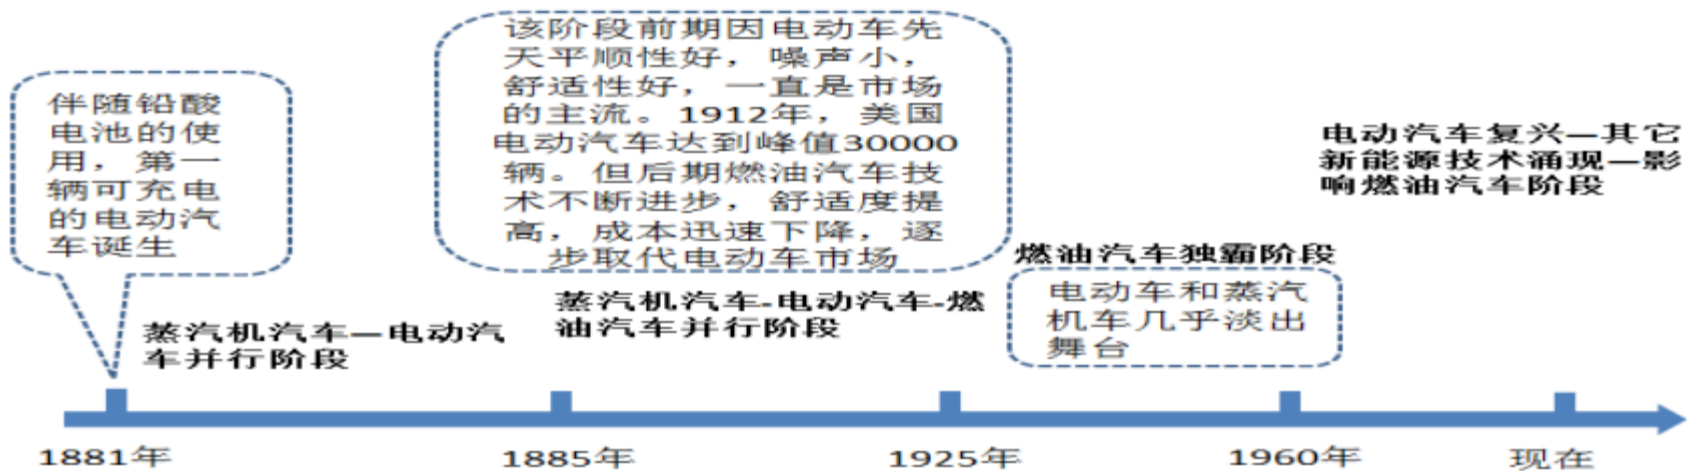 伴随铅酸
电池的使
用，第一
辆可充电
的电动汽
车诞生
蒸汽机汽车—电动汽
车并行阶段
该阶段前期因电动车先
天平顺性好，噪声小，
舒适性好，一直是市场
的主流。1912年，美国
电动汽车达到峰值30000
辆。但后期燃油汽车技
术不断进步，舒适度提
高，成本迅速下降，逐
步取代电动车市场
蒸汽机汽车-电动汽车-燃
油汽车并行阶段
燃油汽车独霸阶段
电动车和蒸汽
机车几乎淡出
舞台
电动汽车复兴—其它
新能源技术涌现—影
响燃油汽车阶段
1881年
1885年
1925年
1960年
现在